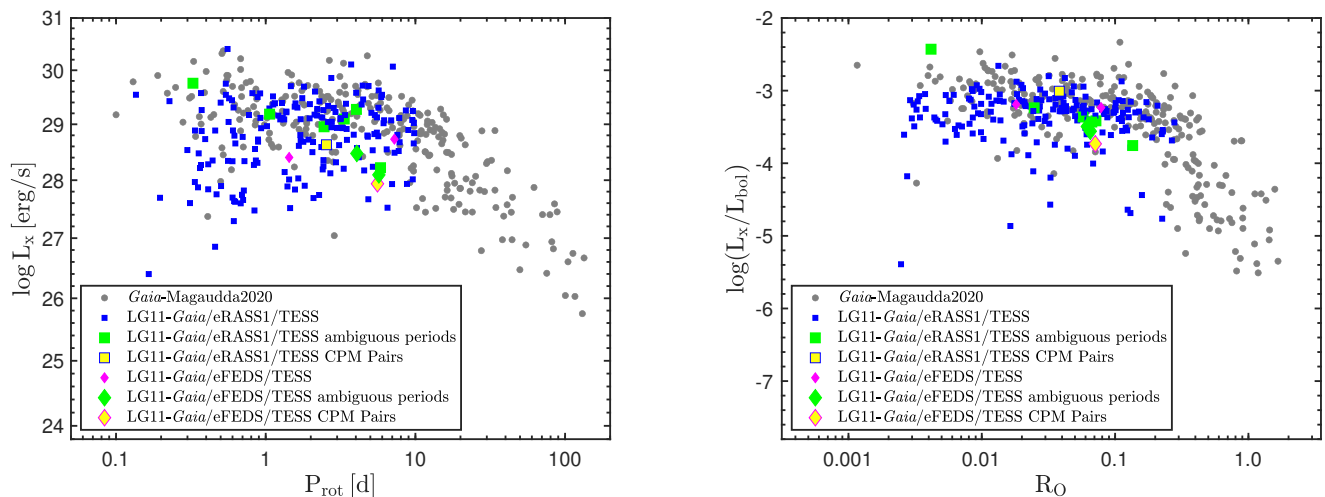 31
30
29
28
27
26
25
24
log Lx [erg/s]
Gaia-Magaudda2020
LG11-Gaia/eRASS1/TESS
LG11-Gaia/eRASS1/TESS ambiguous periods
LG11-Gaia/eRASS1/TESS CPM Pairs
LG11-Gaia/eFEDS/TESS
LG11-Gaia/eFEDS/TESS ambiguous periods
LG11-Gaia/eFEDS/TESS CPM Pairs
0.1 1 10 100
Prot [d]
-2
-3
-4
-5
-6
-7
log(Lx/Lbol)
Gaia-Magaudda2020
LG11-Gaia/eRASS1/TESS
LG11-Gaia/eRASS1/TESS ambiguous periods
LG11-Gaia/eRASS1/TESS CPM Pairs
LG11-Gaia/eFEDS/TESS
LG11-Gaia/eFEDS/TESS ambiguous periods
LG11-Gaia/eFEDS/TESS CPM Pairs
0.001 0.01 0.1 1.0
RO